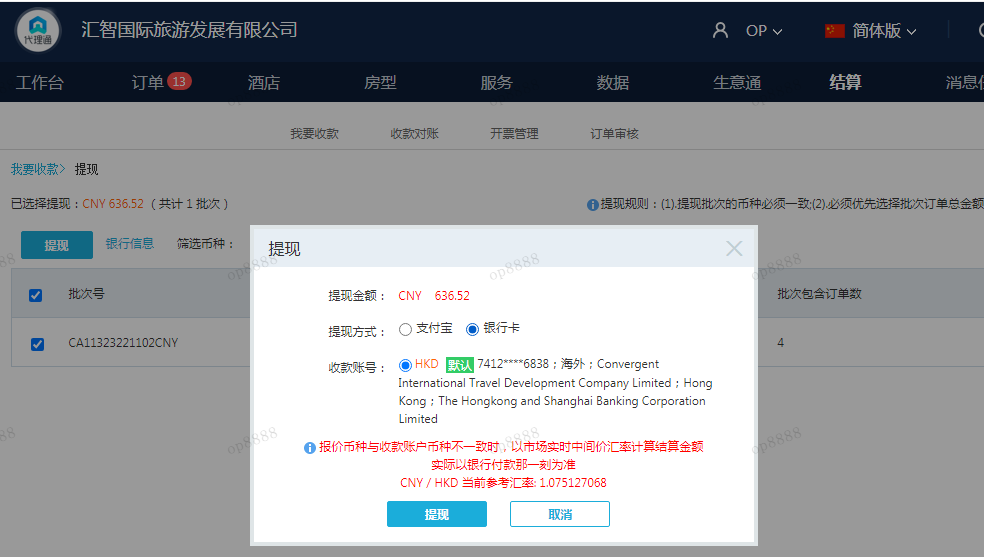 代理通
汇智国际旅游发展有限公司
OP
简体版
工作台
订单 13
酒店
房型
服务
数据
生意通
结算
消息
我要收款
收款对账
开票管理
订单审核
我要收款> 提现
已选择提现：CNY 636.52 （ 共计 1 批次 ）
提现规则：(1).提现批次的币种必须一致;(2).必须优先选择批次订单总金额
提现
银行信息
筛选币种：
批次号
批次包含订单数
CA11323221102CNY
4
提现
提现金额： CNY 636.52
提现方式： 支付宝 银行卡
收款账号： HKD 默认 7412****6838；海外；Convergent
International Travel Development Company Limited；Hong
Kong；The Hongkong and Shanghai Banking Corporation
Limited
报价币种与收款账户币种不一致时，以市场实时中间价汇率计算结算金额
实际以银行付款那一刻为准
CNY / HKD 当前参考汇率: 1.075127068
提现
取消
op8888
op8888
op8888
op8888
op8888
op8888